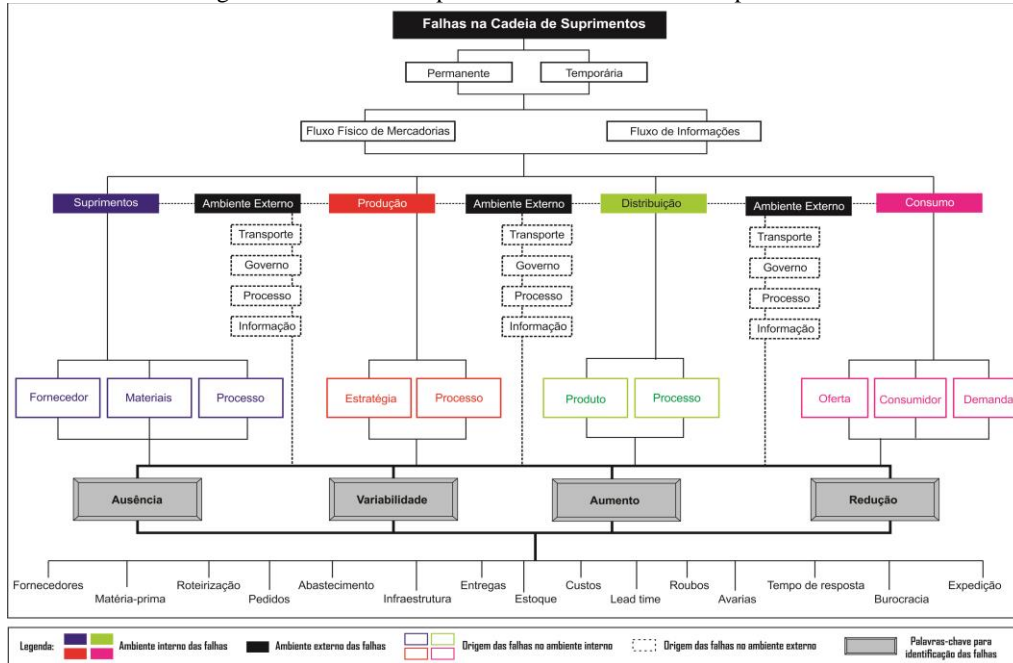 Falhas na Cadeia de Suprimentos
Permanente
Temporária
Fluxo Físico de Mercadorias
Fluxo de Informações
Suprimentos
Ambiente Externo
Produção
Ambiente Externo
Distribuição
Ambiente Externo
Consumo
Transporte
Governo
Processo
Informação
Transporte
Governo
Processo
Informação
Transporte
Governo
Processo
Informação
Fornecedor
Materiais
Processo
Estratégia
Processo
Produto
Processo
Oferta
Consumidor
Demanda
Ausência
Variabilidade
Aumento
Redução
Fornecedores
Matéria-prima
Roteirização
Pedidos
Abastecimento
Infraestrutura
Entregas
Estoque
Custos
Lead time
Roubos
Avarias
Tempo de resposta
Burocracia
Expedição
Legenda:
Ambiente interno das falhas
Ambiente externo das falhas
Origem das falhas no ambiente interno
Origem das falhas no ambiente externo
Palavras-chave para
identificação das falhas